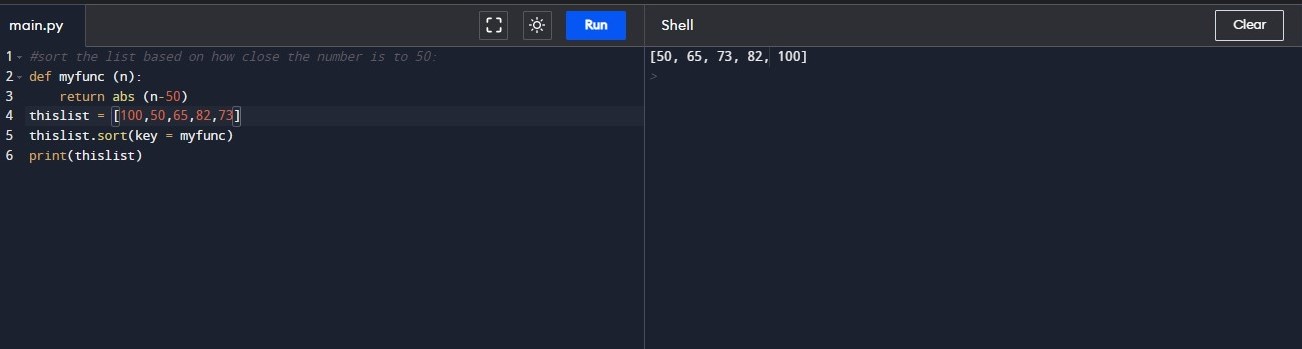 main.py
Run
1 #sort the list based on how close the number is to 50:
2 def myfunc (n):
3     return abs (n-50)
4 thislist = [100,50,65,82,73]
5 thislist.sort(key = myfunc)
6 print(thislist)
Shell
Clear
[50, 65, 73, 82, 100]
>